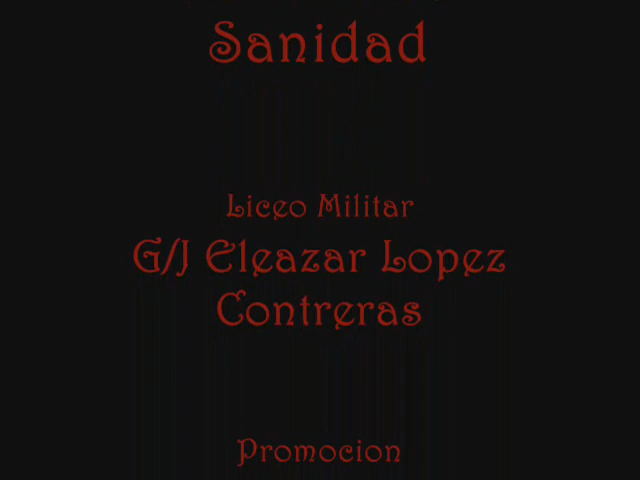 Sanidad
Liceo Militar
G/J Eleazar Lopez
Contreras
Promocion